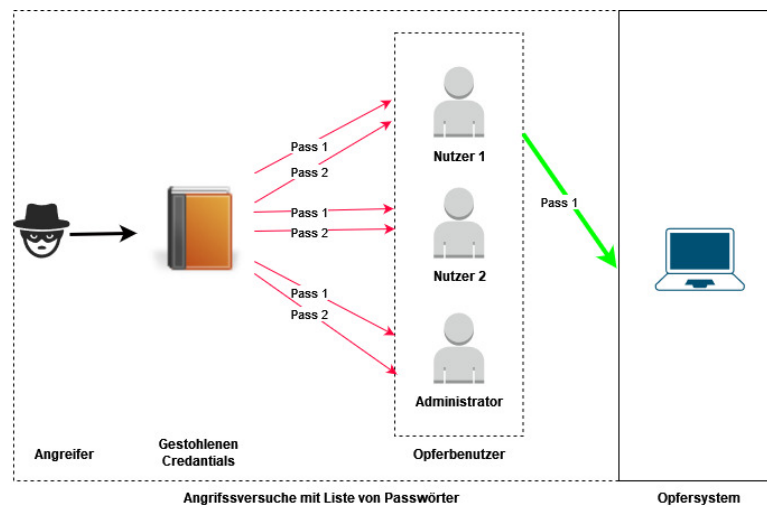 Pass 1
Pass 2
Nutzer 1
Pass 1
Pass 2
Pass 1
Nutzer 2
Pass 1
Pass 2
Administrator
Angreifer
Gestohlenen
Credantials
Opferbenutzer
Angrifssversuche mit Liste von Passwörter
Opfersystem